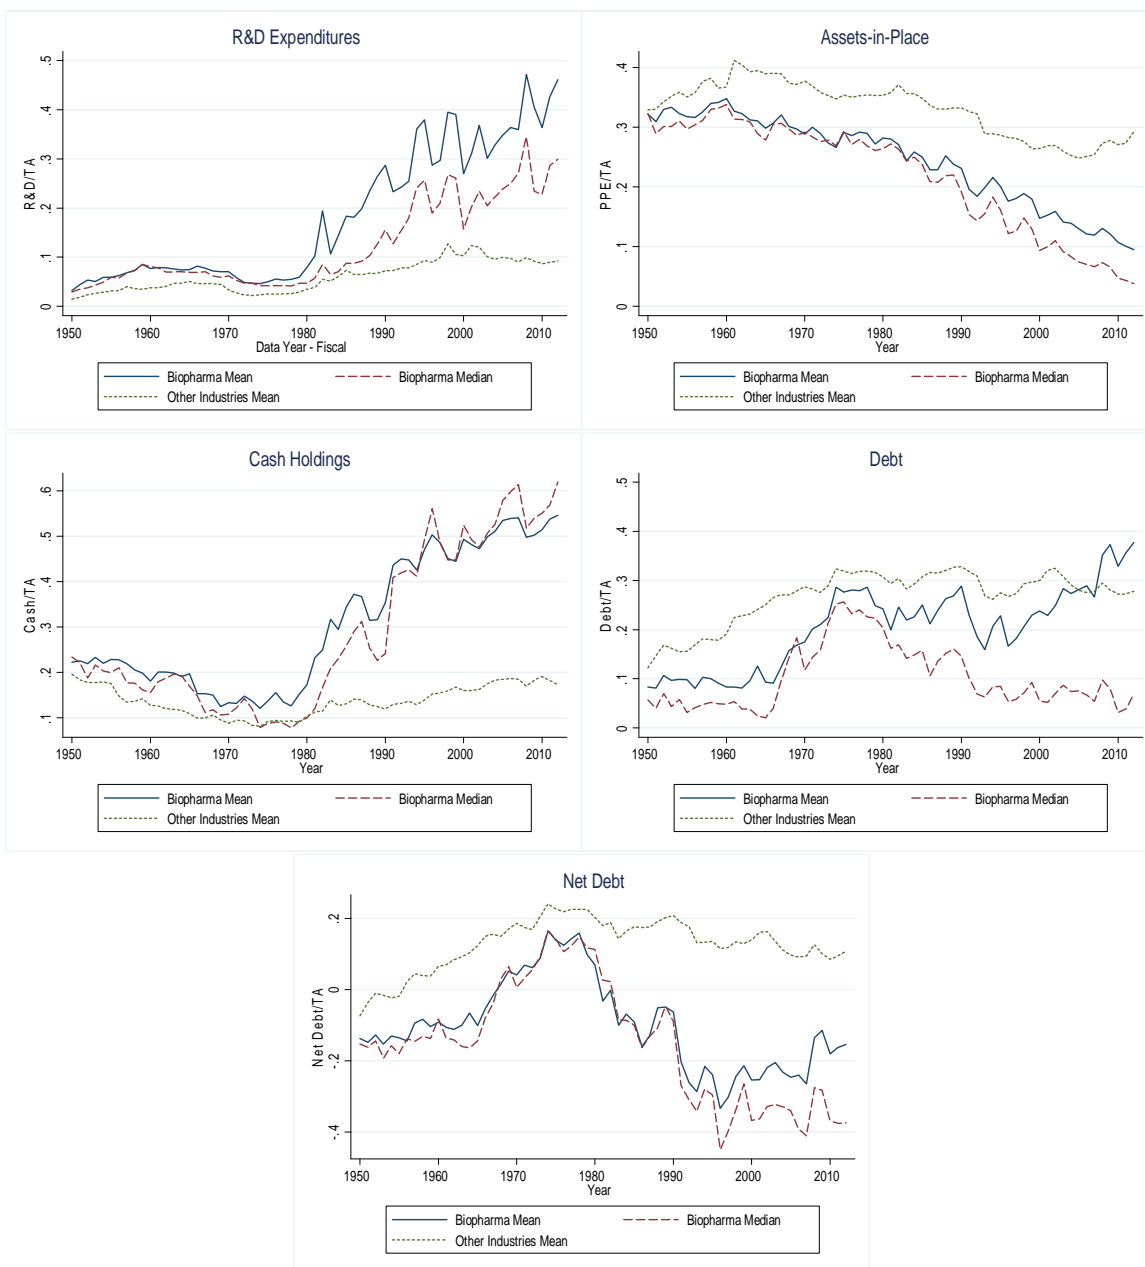 R&D Expenditures
R&D/TA
.5
.4
.3
.2
.1
0
1950 1960 1970 1980 1990 2000 2010
Data Year - Fiscal
Biopharma Mean Biopharma Median
Other Industries Mean
Assets-in-Place
PPE/TA
.4
.3
.2
.1
0
1950 1960 1970 1980 1990 2000 2010
Year
Biopharma Mean Biopharma Median
Other Industries Mean
Cash Holdings
Cash/TA
.6
.5
.4
.3
.2
.1
1950 1960 1970 1980 1990 2000 2010
Year
Biopharma Mean Biopharma Median
Other Industries Mean
Debt
Debt/TA
.5
.4
.3
.2
.1
0
1950 1960 1970 1980 1990 2000 2010
Year
Biopharma Mean Biopharma Median
Other Industries Mean
Net Debt
Net Debt/TA
.2
0
-.2
-.4
1950 1960 1970 1980 1990 2000 2010
Year
Biopharma Mean Biopharma Median
Other Industries Mean